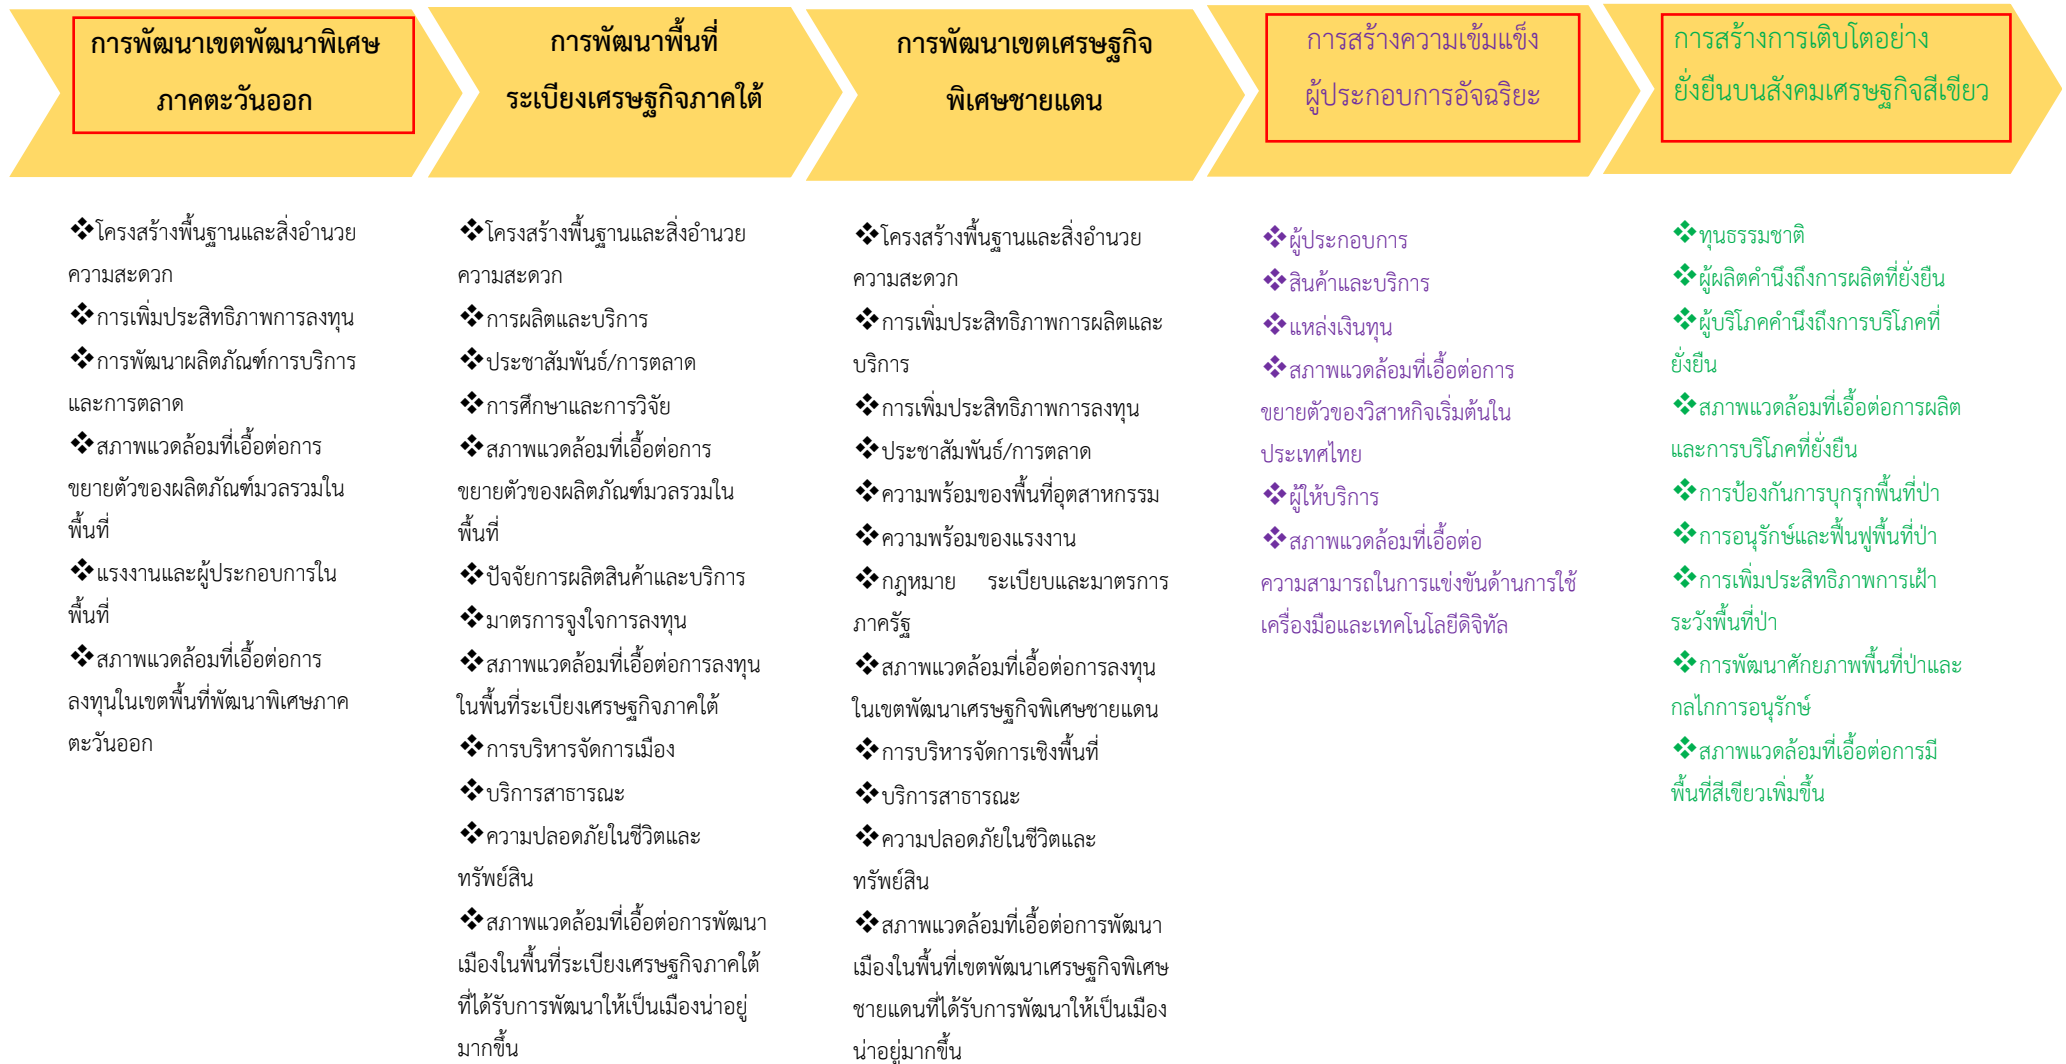 การพัฒนาเขตพัฒนาพิเศษ
ภาคตะวันออก
การพัฒนาพื้นที่
ระเบียงเศรษฐกิจภาคใต้
การพัฒนาเขตเศรษฐกิจ
พิเศษชายแดน
การสร้างความเข้มแข็ง
ผู้ประกอบการอัจฉริยะ
การสร้างการเติบโตอย่าง
ยั่งยืนบนสังคมเศรษฐกิจสีเขียว
❖โครงสร้างพื้นฐานและสิ่งอำนวย
ความสะดวก
❖การเพิ่มประสิทธิภาพการลงทุน
❖การพัฒนาผลิตภัณฑ์การบริการ
และการตลาด
❖สภาพแวดล้อมที่เอื้อต่อการ
ขยายตัวของผลิตภัณฑ์มวลรวมใน
พื้นที่
❖แรงงานและผู้ประกอบการใน
พื้นที่
❖สภาพแวดล้อมที่เอื้อต่อการ
ลงทุนในเขตพื้นที่พัฒนาพิเศษภาค
ตะวันออก
❖โครงสร้างพื้นฐานและสิ่งอำนวย
ความสะดวก
❖การผลิตและบริการ
❖ประชาสัมพันธ์/การตลาด
❖การศึกษาและการวิจัย
❖สภาพแวดล้อมที่เอื้อต่อการ
ขยายตัวของผลิตภัณฑ์มวลรวมใน
พื้นที่
❖ปัจจัยการผลิตสินค้าและบริการ
❖มาตรการจูงใจการลงทุน
❖สภาพแวดล้อมที่เอื้อต่อการลงทุน
ในพื้นที่ระเบียงเศรษฐกิจภาคใต้
❖การบริหารจัดการเมือง
❖บริการสาธารณะ
❖ความปลอดภัยในชีวิตและ
ทรัพย์สิน
❖สภาพแวดล้อมที่เอื้อต่อการพัฒนา
เมืองในพื้นที่ระเบียงเศรษฐกิจภาคใต้
ที่ได้รับการพัฒนาให้เป็นเมืองน่าอยู่
มากขึ้น
❖โครงสร้างพื้นฐานและสิ่งอำนวย
ความสะดวก
❖การเพิ่มประสิทธิภาพการผลิตและ
บริการ
❖การเพิ่มประสิทธิภาพการลงทุน
❖ประชาสัมพันธ์/การตลาด
❖ความพร้อมของพื้นที่อุตสาหกรรม
❖ความพร้อมของแรงงาน
❖กฎหมาย ระเบียบและมาตรการ
ภาครัฐ
❖สภาพแวดล้อมที่เอื้อต่อการลงทุน
ในเขตพัฒนาเศรษฐกิจพิเศษชายแดน
❖การบริหารจัดการเชิงพื้นที่
❖บริการสาธารณะ
❖ความปลอดภัยในชีวิตและ
ทรัพย์สิน
❖สภาพแวดล้อมที่เอื้อต่อการพัฒนา
เมืองในพื้นที่เขตพัฒนาเศรษฐกิจพิเศษ
ชายแดนที่ได้รับการพัฒนาให้เป็นเมือง
น่าอยู่มากขึ้น
❖ผู้ประกอบการ
❖สินค้าและบริการ
❖แหล่งเงินทุน
❖สภาพแวดล้อมที่เอื้อต่อการ
ขยายตัวของวิสาหกิจเริ่มต้นใน
ประเทศไทย
❖ผู้ให้บริการ
❖สภาพแวดล้อมที่เอื้อต่อ
ความสามารถในการแข่งขันด้านการใช้
เครื่องมือและเทคโนโลยีดิจิทัล
❖ทุนธรรมชาติ
❖ผู้ผลิตคำนึงถึงการผลิตที่ยั่งยืน
❖ผู้บริโภคคำนึงถึงการบริโภคที่
ยั่งยืน
❖สภาพแวดล้อมที่เอื้อต่อการผลิต
และการบริโภคที่ยั่งยืน
❖การป้องกันการบุกรุกพื้นที่ป่า
❖การอนุรักษ์และฟื้นฟูพื้นที่ป่า
❖การเพิ่มประสิทธิภาพการเฝ้า
ระวังพื้นที่ป่า
❖การพัฒนาศักยภาพพื้นที่ป่าและ
กลไกการอนุรักษ์
❖สภาพแวดล้อมที่เอื้อต่อการมี
พื้นที่สีเขียวเพิ่มขึ้น